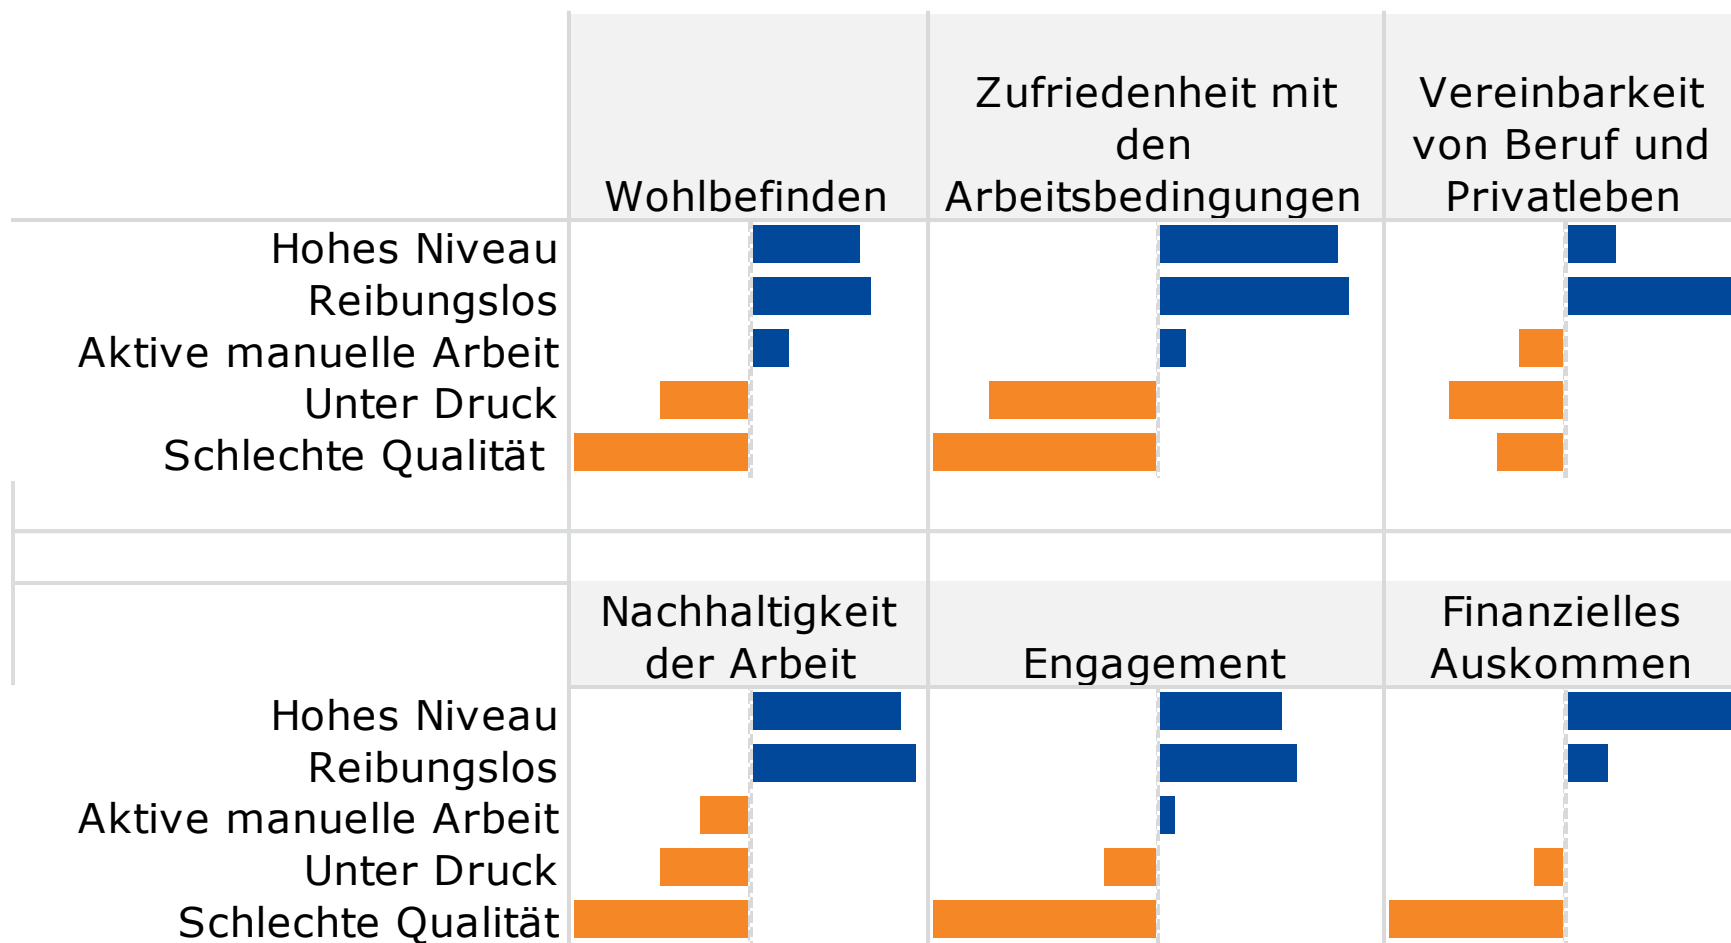 Wohlbefinden
Zufriedenheit mit
den
Arbeitsbedingungen
Vereinbarkeit
von Beruf und
Privatleben
Hohes Niveau
Reibungslos
Aktive manuelle Arbeit
Unter Druck
Schlechte Qualität
Nachhaltigkeit
der Arbeit
Engagement
Finanzielles
Auskommen
Hohes Niveau
Reibungslos
Aktive manuelle Arbeit
Unter Druck
Schlechte Qualität